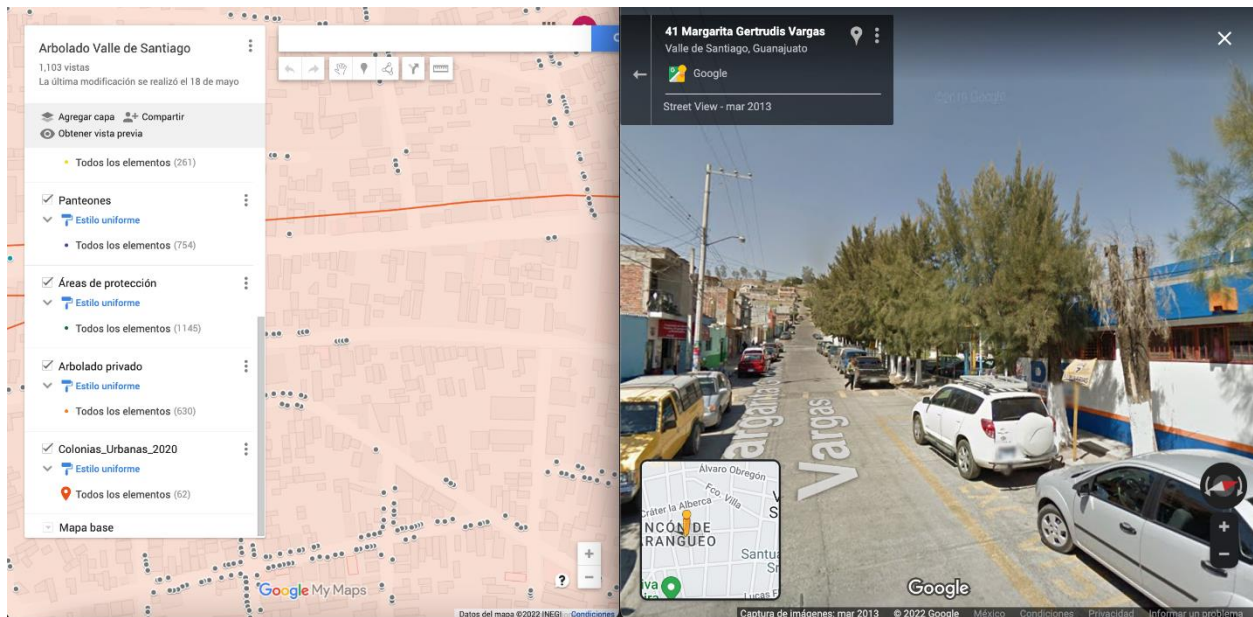 Arbolado Valle de Santiago
1,103 vistas
La última modificación se realizó el 18 de mayo
Agregar capa Compartir
Obtener vista previa
Todos los elementos (261)
Panteones
Estilo uniforme
Todos los elementos (754)
Áreas de protección
Estilo uniforme
Todos los elementos (1145)
Arbolado privado
Estilo uniforme
Todos los elementos (630)
Colonias_Urbanas_2020
Estilo uniforme
Todos los elementos (62)
Mapa base
Google My Maps
Datos del mapa ©2022 INEGI Condiciones
41 Margarita Gertrudis Vargas
Valle de Santiago, Guanajuato
Google
Street View - mar 2013
Vargas
Álvaro Obregón
Fco. Villa
Cráter la Alberca
NCÓN DE
RANGUEO
Santua
Lucas
Google
Captura de imágenes: mar 2013 © 2022 Google México Condiciones Privacidad Informar un problema